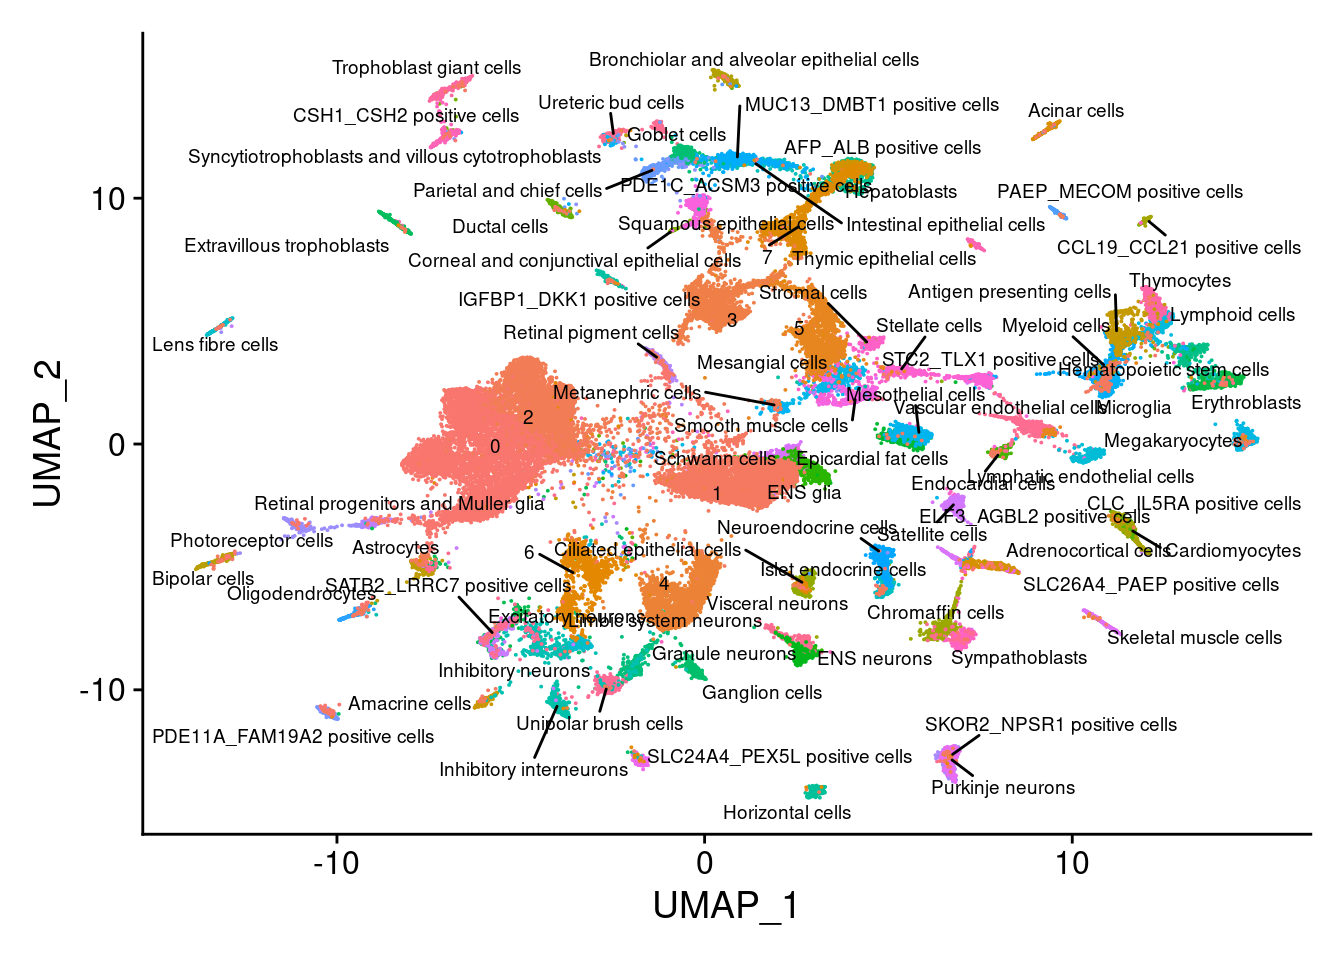 Bronchiolar and alveolar epithelial cells
Trophoblast giant cells
Ureteric bud cells
MUC13_DMBT1 positive cells
Acinar cells
CSH1_CSH2 positive cells
Goblet cells
AFP_ALB positive cells
Syncytiotrophoblasts and villous cytotrophoblasts
Parietal and chief cells
PDE1C_ACSM3 positive cells
Hepatoblasts
PAEP_MECOM positive cells
10
Ductal cells
Squamous epithelial cells
Intestinal epithelial cells
Extravillous trophoblasts
CCL19_CCL21 positive cells
Corneal and conjunctival epithelial cells
7
Thymic epithelial cells
Thymocytes
IGFBP1_DKK1 positive cells
Stromal cells
Antigen presenting cells
Lymphoid cells
3
5
Stellate cells
Myeloid cells
Retinal pigment cells
Lens fibre cells
Mesangial cells
STC2_TLX1 positive cells
Hematopoietic stem cells
Metanephric cells
Mesothelial cells
Vascular endothelial cells
Microglia
Erythroblasts
2
Smooth muscle cells
0
0
Megakaryocytes
Schwann cells
Epicardial fat cells
Lymphatic endothelial cells
Endocardial cells
1
ENS glia
Retinal progenitors and Muller glia
CLC_IL5RA positive cells
ELF3_AGBL2 positive cells
Neuroendocrine cells
Satellite cells
Photoreceptor cells
Astrocytes
6
Ciliated epithelial cells
Adrenocortical cells
Cardiomyocytes
Bipolar cells
Islet endocrine cells
SATB2_LRRC7 positive cells
4
SLC26A4_PAEP positive cells
Oligodendrocytes
Visceral neurons
Chromaffin cells
Excitatory neurons
Limbic system neurons
Skeletal muscle cells
Granule neurons
ENS neurons
Sympathoblasts
Inhibitory neurons
-10
Ganglion cells
Amacrine cells
Unipolar brush cells
SKOR2_NPSR1 positive cells
PDE11A_FAM19A2 positive cells
SLC24A4_PEX5L positive cells
Inhibitory interneurons
Purkinje neurons
Horizontal cells
-10
0
10
UMAP_1
UMAP_2